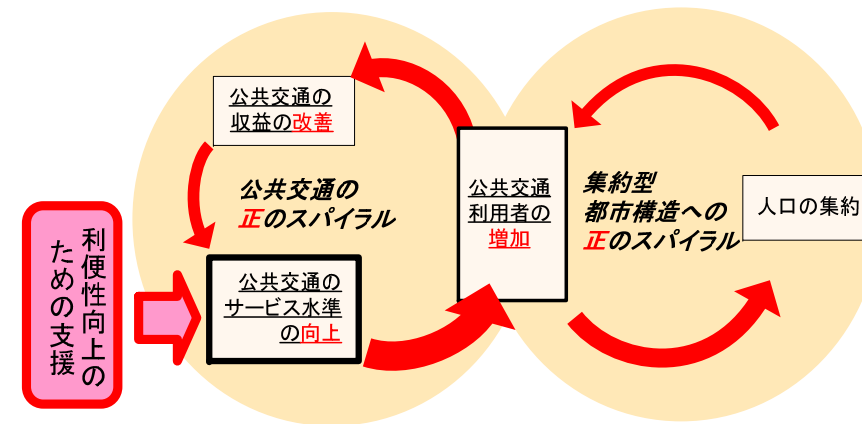 利便性向上の
ための支援
公共交通の
収益の改善
公共交通の
正のスパイラル
公共交通の
サービス水準
の向上
公共交通
利用者の
増加
集約型
都市構造への
正のスパイラル
人口の集約